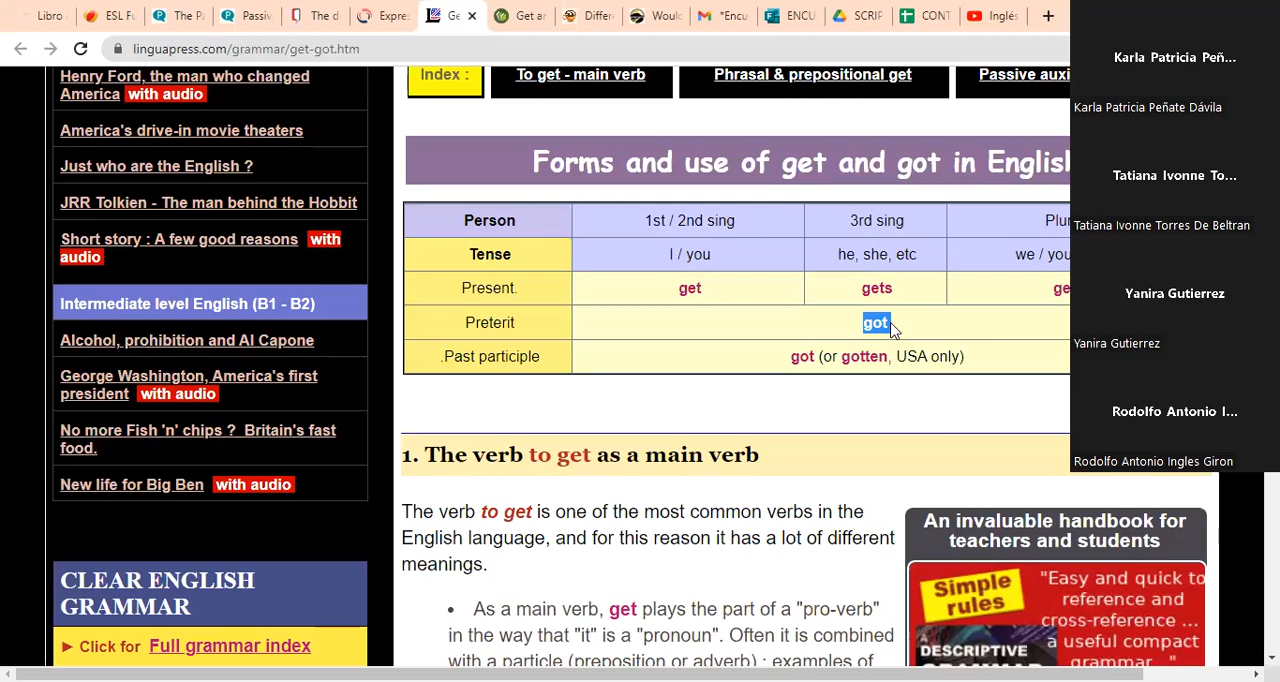 Libro
ESL Fu
The Pa
Passiv
The d
Expre:
Ge
Get ar
Differ
Woul
*Encu
ENCU
SCRIP
CONT
Inglés
linguapress.com/grammar/get-got.htm
Henry Ford, the man who changed
America with audio
America's drive-in movie theaters
Just who are the English ?
JRR Tolkien - The man behind the Hobbit
Short story : A few good reasons with
audio
Intermediate level English (B1 - B2)
Alcohol, prohibition and Al Capone
George Washington, America's first
president with audio
No more Fish 'n' chips ? Britain's fast
food.
New life for Big Ben with audio
CLEAR ENGLISH
GRAMMAR
► Click for Full grammar index
Index : To get - main verb Phrasal & prepositional get Passive auxi
Forms and use of get and got in English
Person 1st / 2nd sing 3rd sing Plu
Tense I / you he, she, etc we / you
Present. get gets ge
Preterit got
.Past participle got (or gotten, USA only)
1. The verb to get as a main verb
The verb to get is one of the most common verbs in the
English language, and for this reason it has a lot of different
meanings.
• As a main verb, get plays the part of a "pro-verb"
in the way that "it" is a "pronoun". Often it is combined
with a particle (preposition or adverb) : examples of
An invaluable handbook for
teachers and students
Simple
rules
"Easy and quick to
reference and
cross-reference ...
a useful compact
grammar..."
DESCRIPTIVE
GRAMMAR
Karla Patricia Peñ...
Karla Patricia Peñate Dávila
Tatiana Ivonne To...
Tatiana Ivonne Torres De Beltran
Yanira Gutierrez
Yanira Gutierrez
Rodolfo Antonio I...
Rodolfo Antonio Ingles Giron